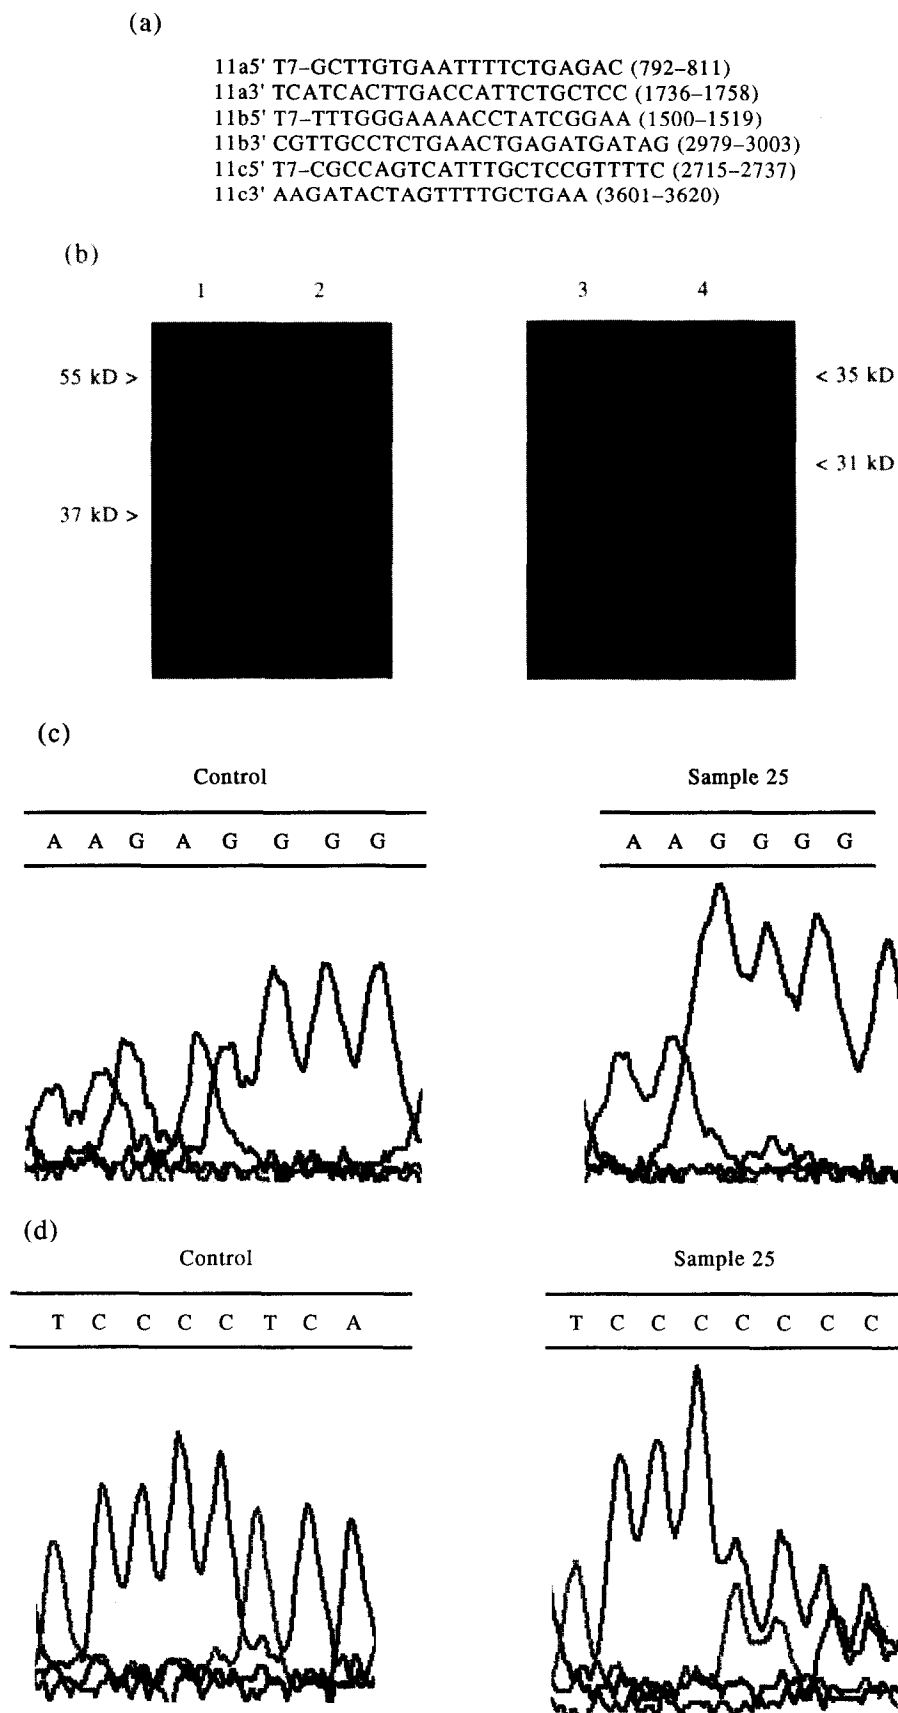 (a)
11a5' T7–GCTTGTGAATTTTCTGAGAC (792–811)
11a3' TCATCACTTGACCATTCTGCTCC (1736–1758)
11b5' T7–TTTGGGAAAACCTATCGGAA (1500–1519)
11b3' CGTTGCCTCTGAACTGAGATGATAG (2979–3003)
11c5' T7–CGCCAGTCATTTGCTCCGTTTTC (2715–2737)
11c3' AAGATACTAGTTTTGCTGAA (3601–3620)
(b)
1 2 3 4
55 kD >
< 35 kD
< 31 kD
37 kD >
(c)
Control
Sample 25
A A G A G G G G
A A G G G G
(d)
Control
Sample 25
T C C C C T C A
T C C C C C C C